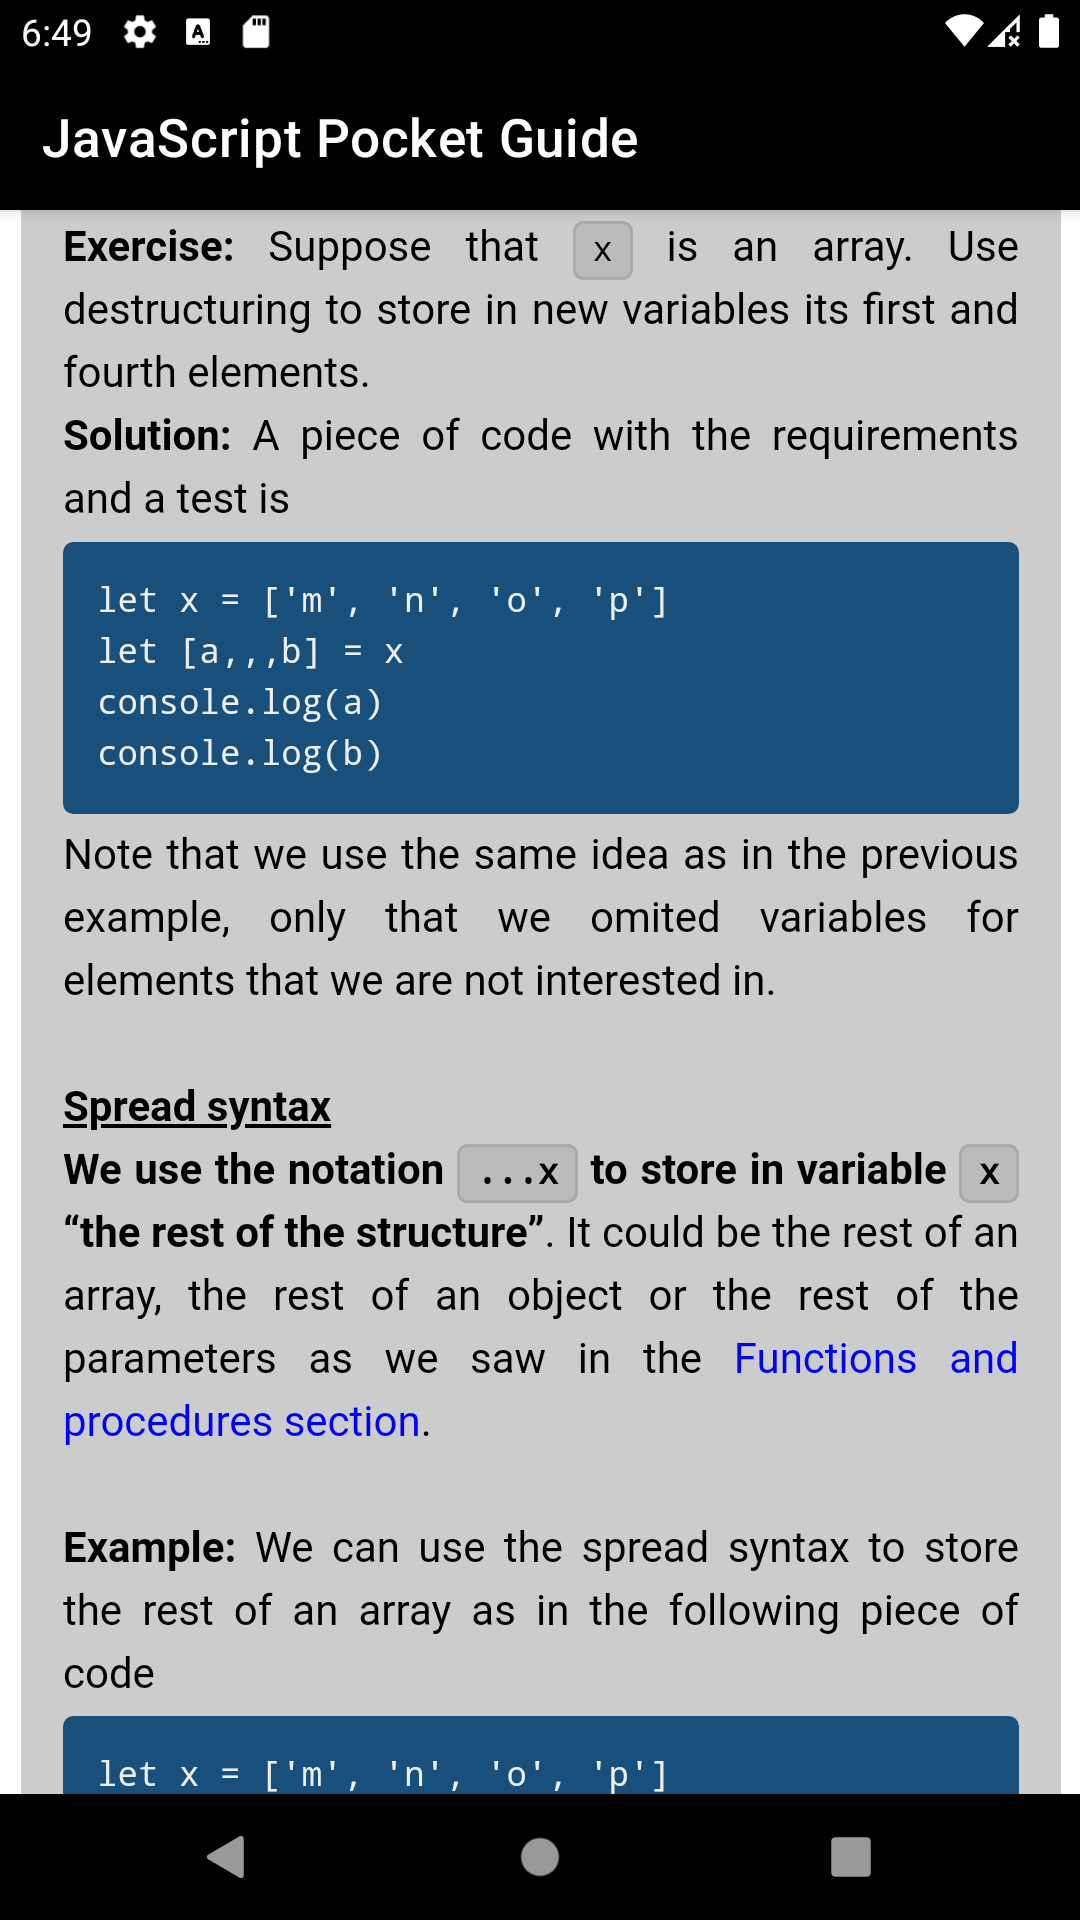 6:49
JavaScript Pocket Guide
Exercise: Suppose that x is an array. Use
destructuring to store in new variables its first and
fourth elements.
Solution: A piece of code with the requirements
and a test is
let x = ['m', 'n', 'o', 'p']
let [a,,,b] = x
console.log(a)
console.log(b)
Note that we use the same idea as in the previous
example, only that we omited variables for
elements that we are not interested in.
Spread syntax
We use the notation ...x to store in variable x
“the rest of the structure”. It could be the rest of an
array, the rest of an object or the rest of the
parameters as we saw in the Functions and
procedures section.
Example: We can use the spread syntax to store
the rest of an array as in the following piece of
code
let x = ['m', 'n', 'o', 'p']